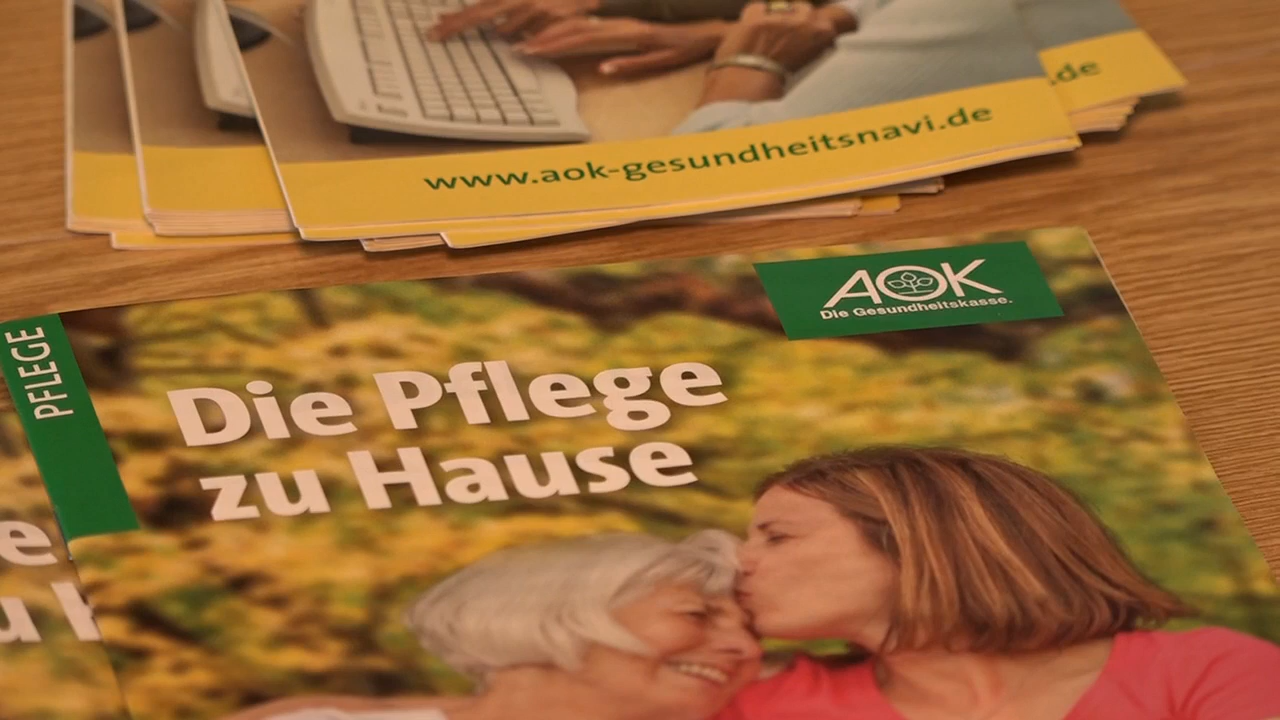 .de
www.aok-gesundheitsnavi.de
AOK
Die Gesundheitskasse.
PFLEGE
Die Pflege
zu Hause
e
u H